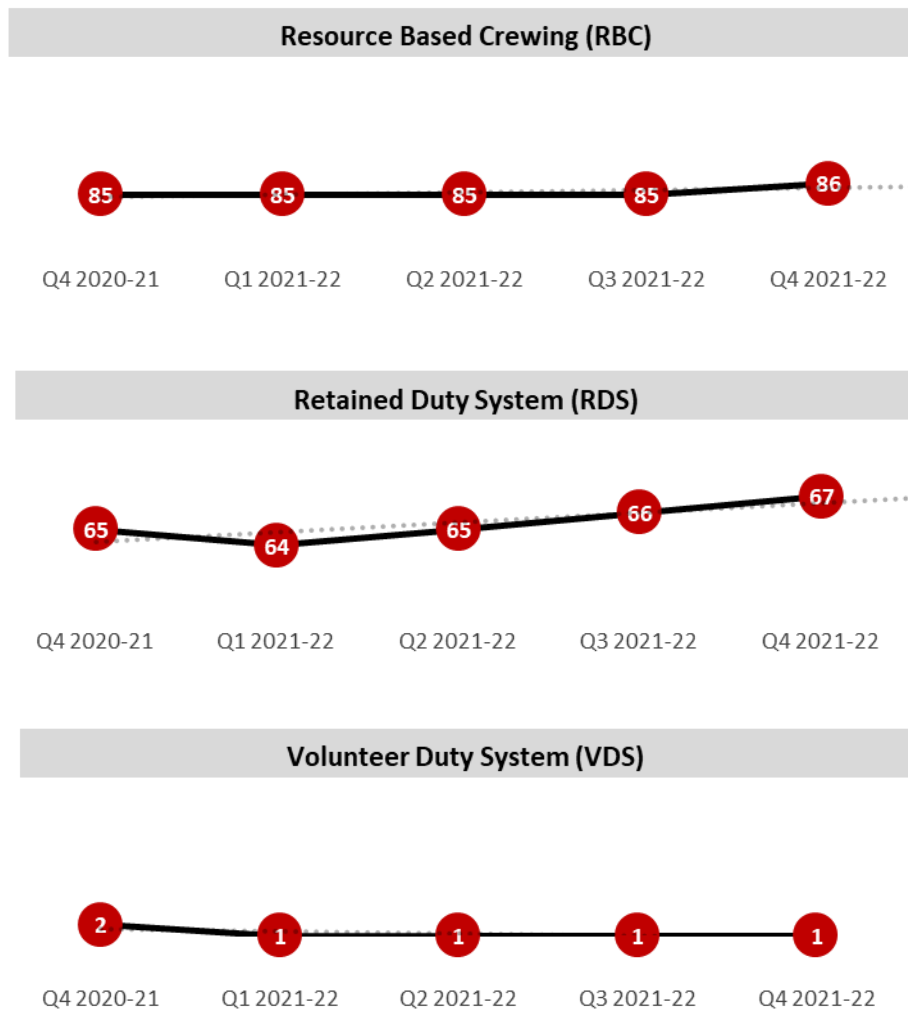 Resource Based Crewing (RBC)
85 85 85 85 86
Q4 2020-21 Q1 2021-22 Q2 2021-22 Q3 2021-22 Q4 2021-22
Retained Duty System (RDS)
65 64 65 66 67
Q4 2020-21 Q1 2021-22 Q2 2021-22 Q3 2021-22 Q4 2021-22
Volunteer Duty System (VDS)
2 1 1 1 1
Q4 2020-21 Q1 2021-22 Q2 2021-22 Q3 2021-22 Q4 2021-22